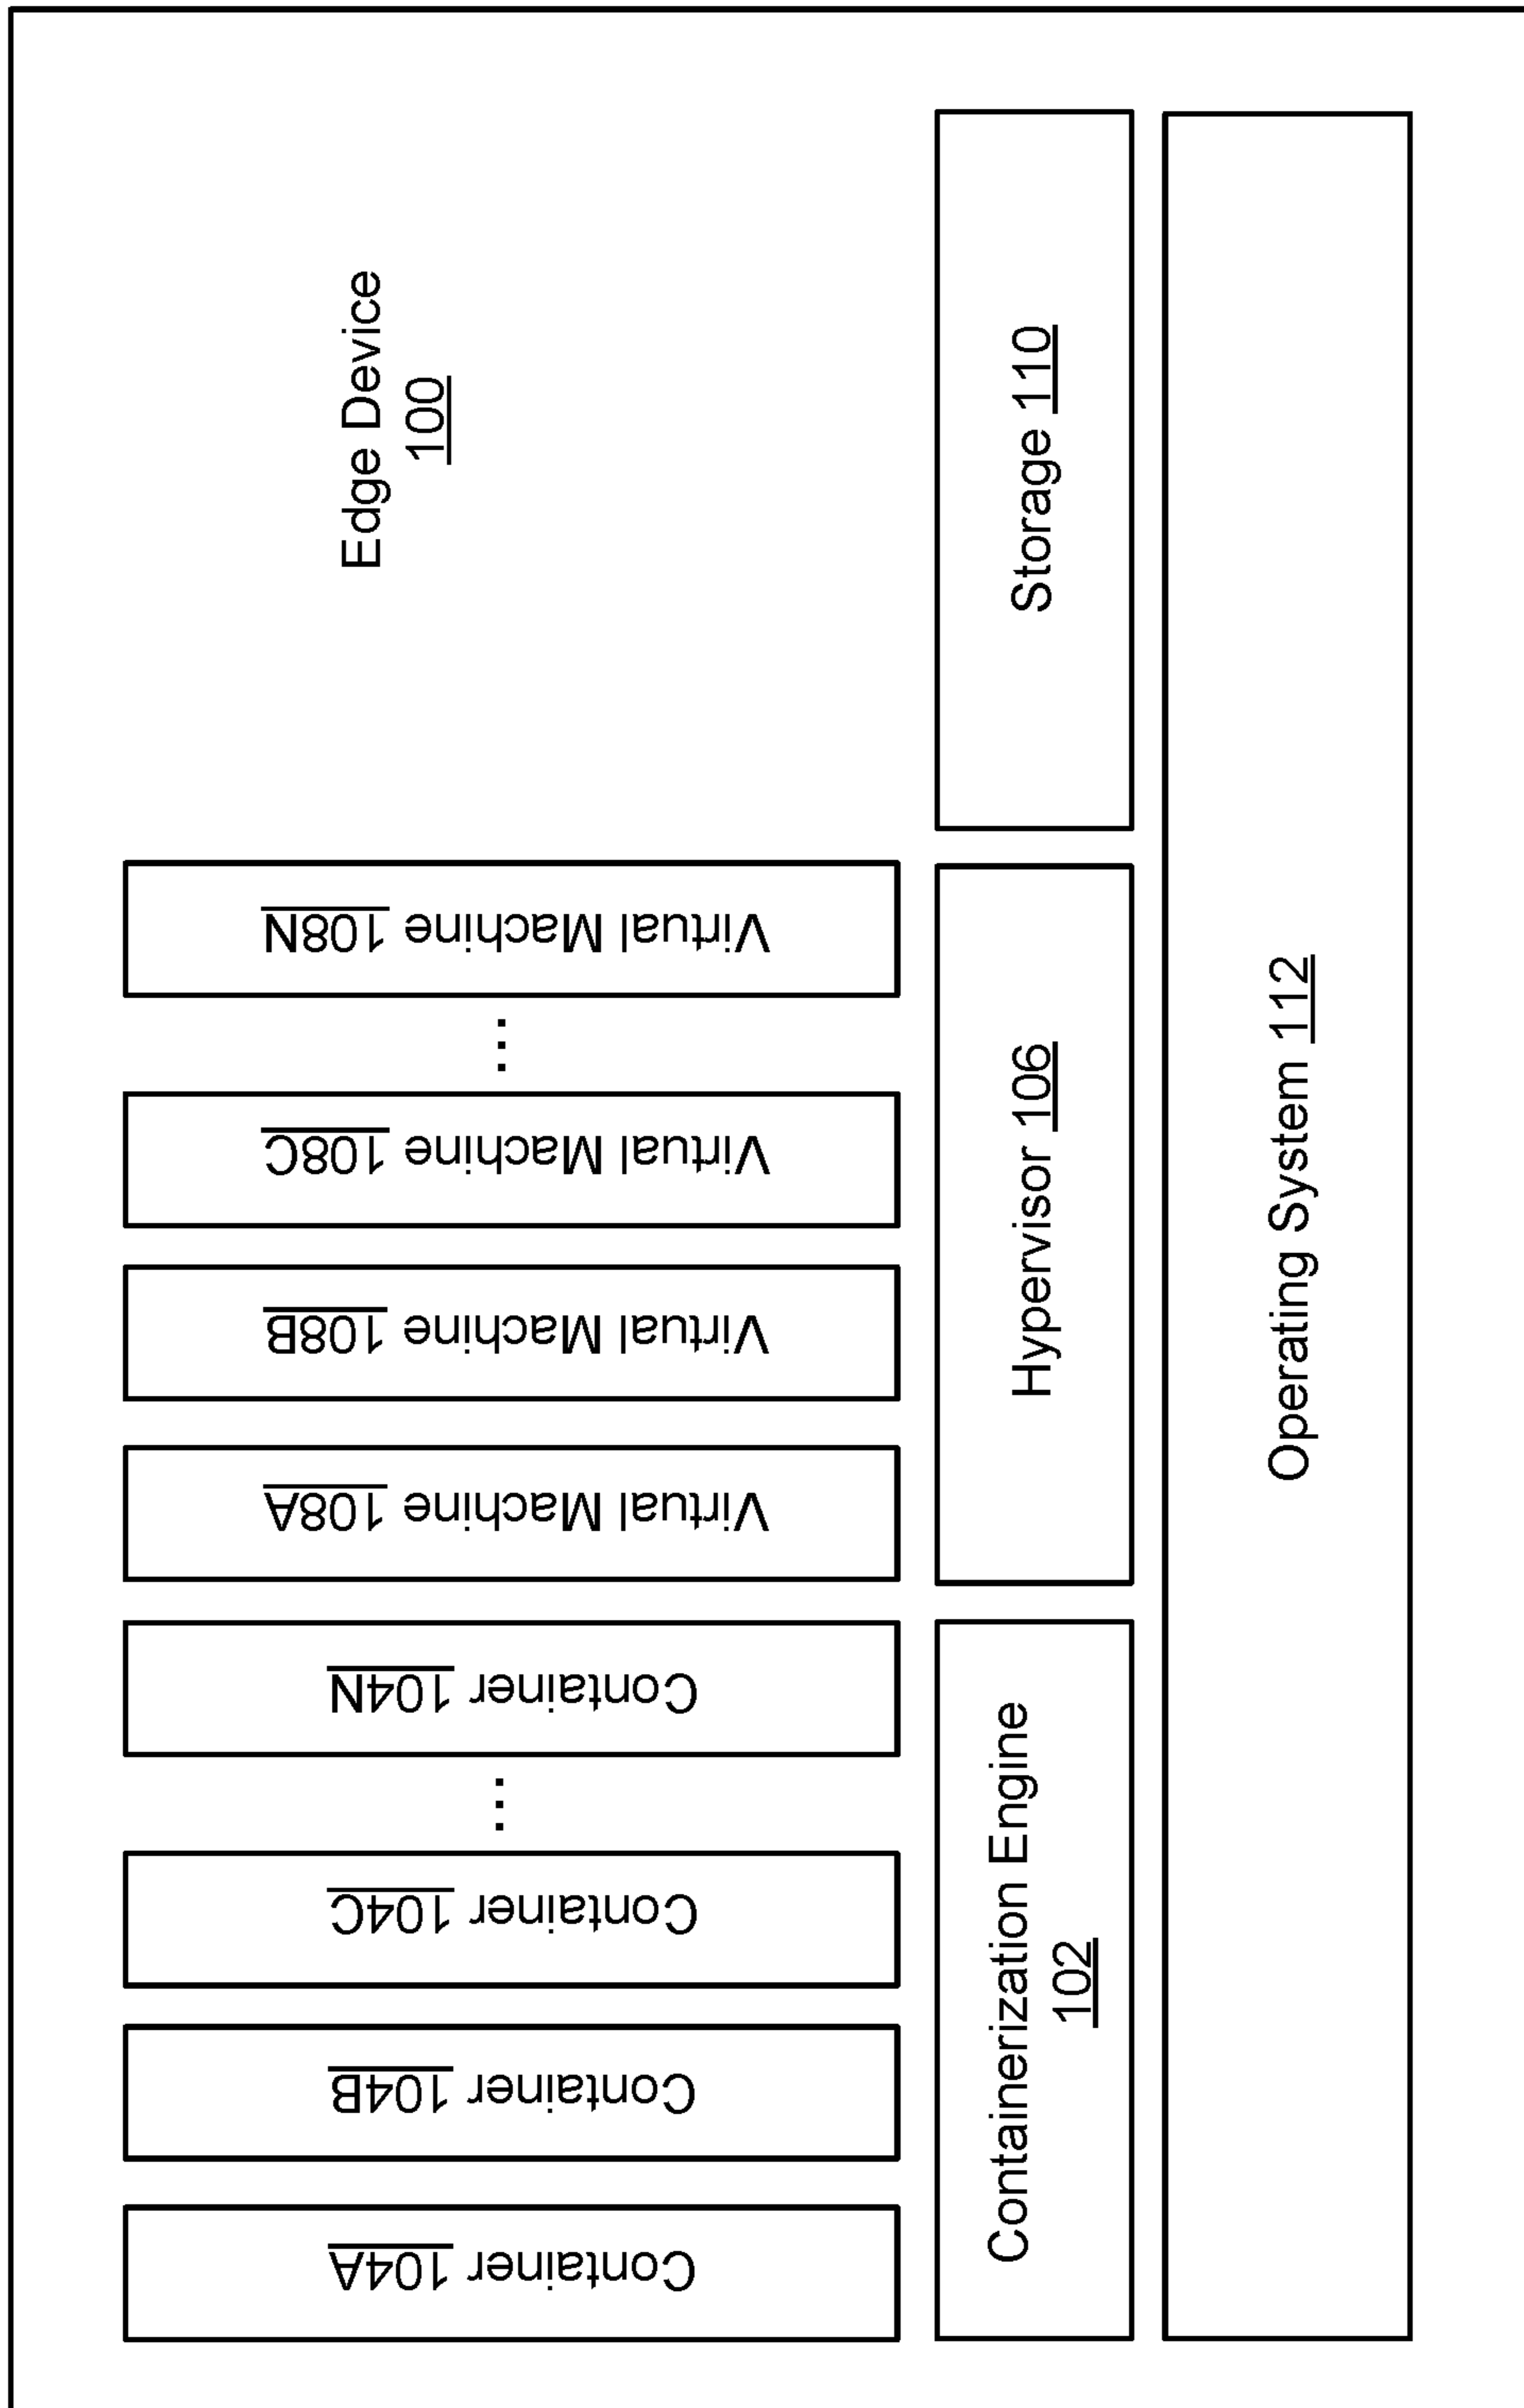 Container 104A
Container 104B
Container 104C
...
Container 104N
Virtual Machine 108A
Virtual Machine 108B
Virtual Machine 108C
...
Virtual Machine 108N
Edge Device
100
Containerization Engine
102
Hypervisor 106
Storage 110
Operating System 112